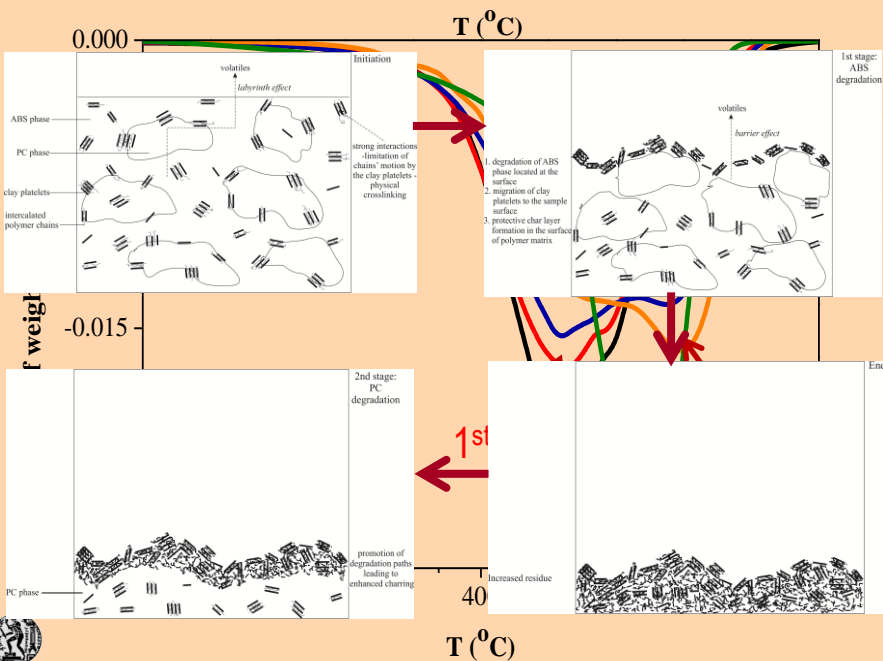 T (°C)
0.000
-0.015
f weigh
1st
400
T (°C)
Initiation
volatiles
labyrinth effect
ABS phase
PC phase
clay platelets
intercalated
polymer chains
strong interactions
-limitation of
chains' motion by
the clay platelets -
physical
crosslinking
1st stage:
ABS
degradation
volatiles
barrier effect
1. degradation of ABS
phase located at the
surface
2. migration of clay
platelets to the sample
surface
3. protective char layer
formation in the surface
of polymer matrix
2nd stage:
PC
degradation
promotion of
degradation paths
leading to
enhanced charring
PC phase
En
Increased residue